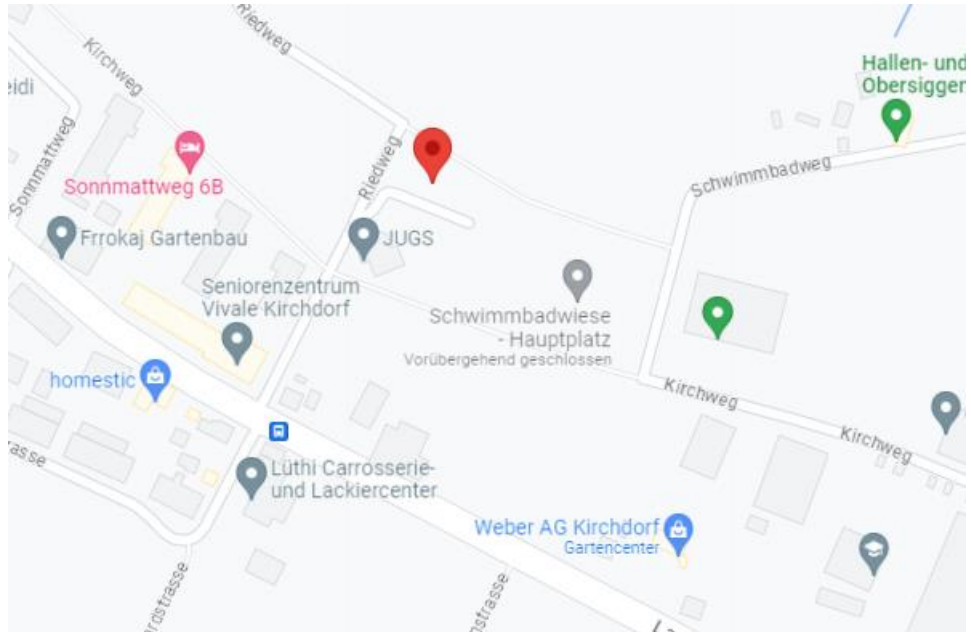 Riedweg
Kirchweg
Hallen- und
Obersiggen
eidi
Sonnmattweg
Sonnmattweg 6B
Riedweg
Schwimmbadweg
Frrokaj Gartenbau
JUGS
Seniorenzentrum
Vivale Kirchdorf
Schwimmbadwiese
- Hauptplatz
Vorübergehend geschlossen
homestic
Kirchweg
Kirchweg
asse
Lüthi Carrosserie-
und Lackiercenter
Weber AG Kirchdorf
Gartencenter
rdstrasse
nstrasse